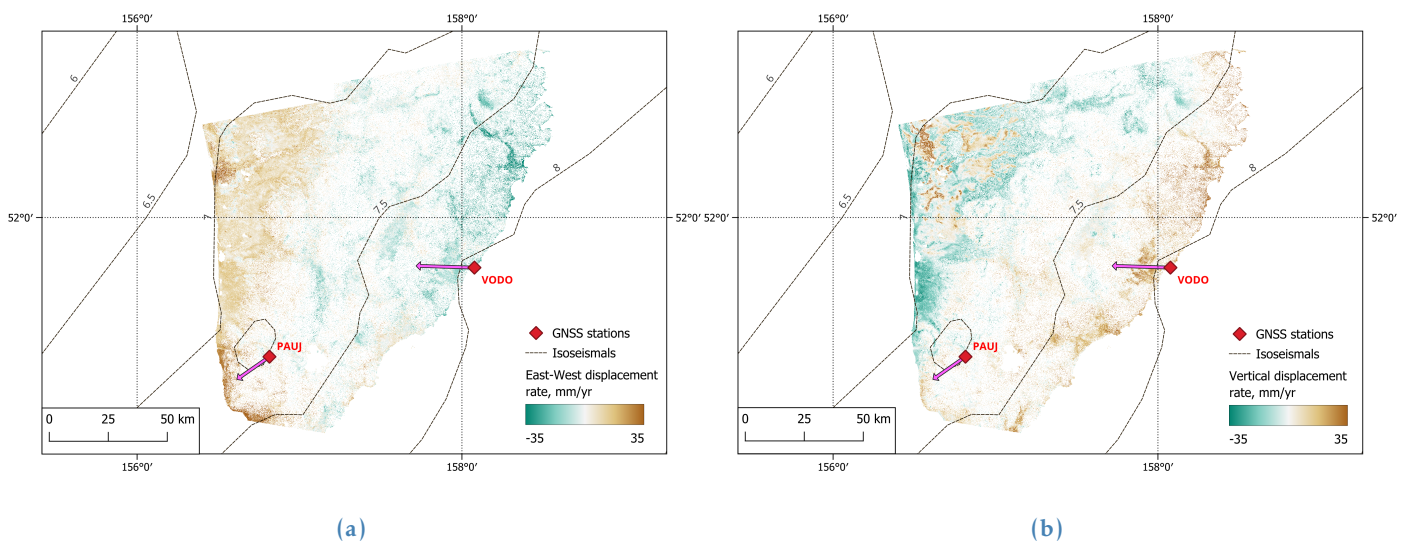 156°0′ 158°0′ 156°0′ 158°0′
6 6
6.5 8 6.5 8
7 7.5 7 7.5
52°0′ 52°0′ 52°0′ 52°0′
VODO VODO
GNSS stations GNSS stations
PAUJ PAUJ
Isoseismals Isoseismals
East-West displacement Vertical displacement
rate, mm/yr rate, mm/yr
0 25 50 km 0 25 50 km
-35 35 -35 35
156°0′ 158°0′ 156°0′ 158°0′
(a) (b)